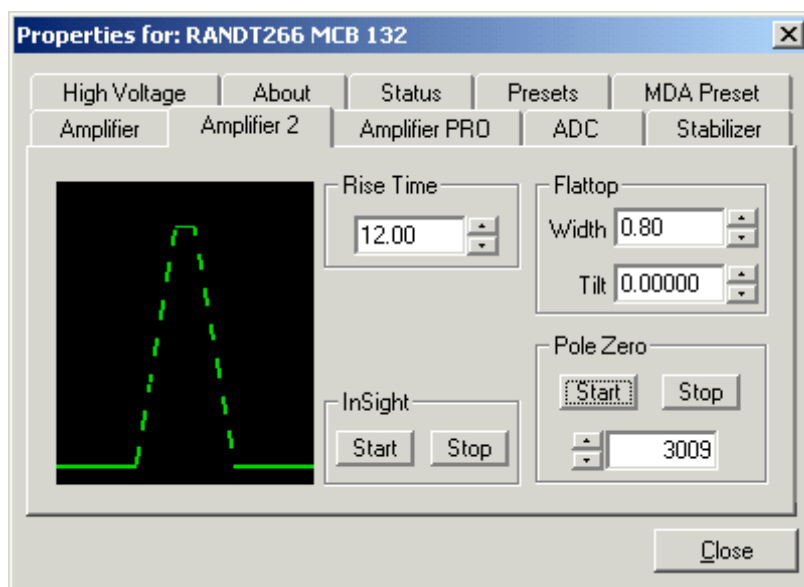 Properties for: RANDT266 MCB 132
High Voltage
About
Status
Presets
MDA Preset
Amplifier
Amplifier 2
Amplifier PRO
ADC
Stabilizer
Rise Time
12.00
Flattop
Width 0.80
Tilt 0.00000
InSight
Start Stop
Pole Zero
Start Stop
3009
Close